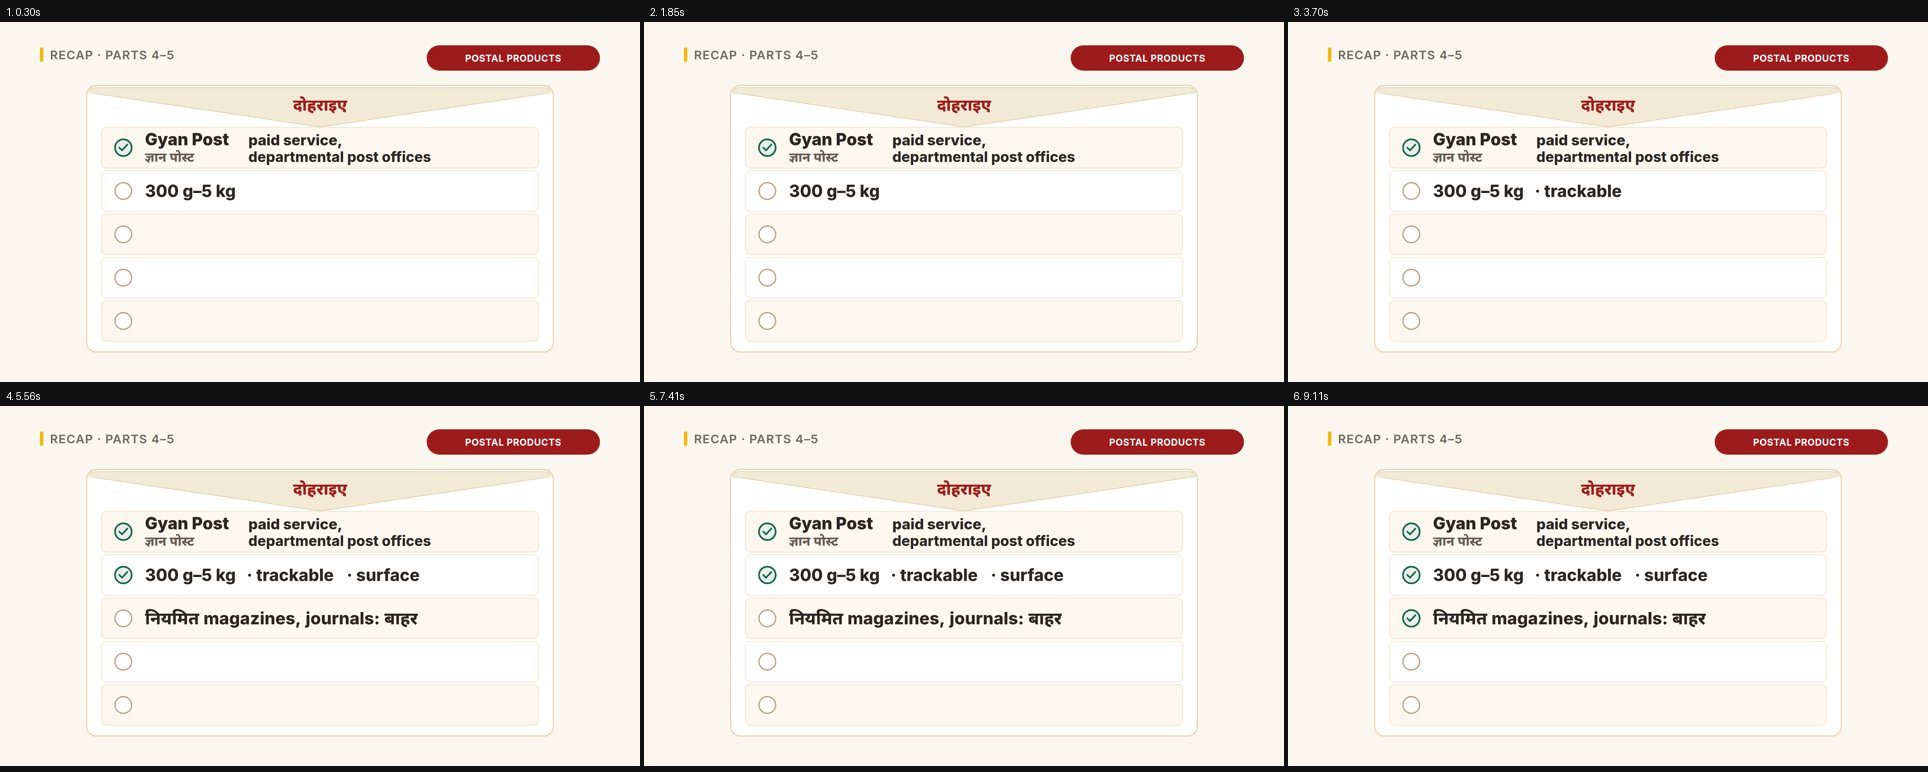 1. 0.30s
RECAP · PARTS 4–5
POSTAL PRODUCTS
दोहराइए
Gyan Post
ज्ञान पोस्ट
paid service,
departmental post offices
300 g–5 kg
2. 1.85s
RECAP · PARTS 4–5
POSTAL PRODUCTS
दोहराइए
Gyan Post
ज्ञान पोस्ट
paid service,
departmental post offices
300 g–5 kg
3. 3.70s
RECAP · PARTS 4–5
POSTAL PRODUCTS
दोहराइए
Gyan Post
ज्ञान पोस्ट
paid service,
departmental post offices
300 g–5 kg · trackable
4. 5.56s
RECAP · PARTS 4–5
POSTAL PRODUCTS
दोहराइए
Gyan Post
ज्ञान पोस्ट
paid service,
departmental post offices
300 g–5 kg · trackable · surface
नियमित magazines, journals: बाहर
5. 7.41s
RECAP · PARTS 4–5
POSTAL PRODUCTS
दोहराइए
Gyan Post
ज्ञान पोस्ट
paid service,
departmental post offices
300 g–5 kg · trackable · surface
नियमित magazines, journals: बाहर
6. 9.11s
RECAP · PARTS 4–5
POSTAL PRODUCTS
दोहराइए
Gyan Post
ज्ञान पोस्ट
paid service,
departmental post offices
300 g–5 kg · trackable · surface
नियमित magazines, journals: बाहर